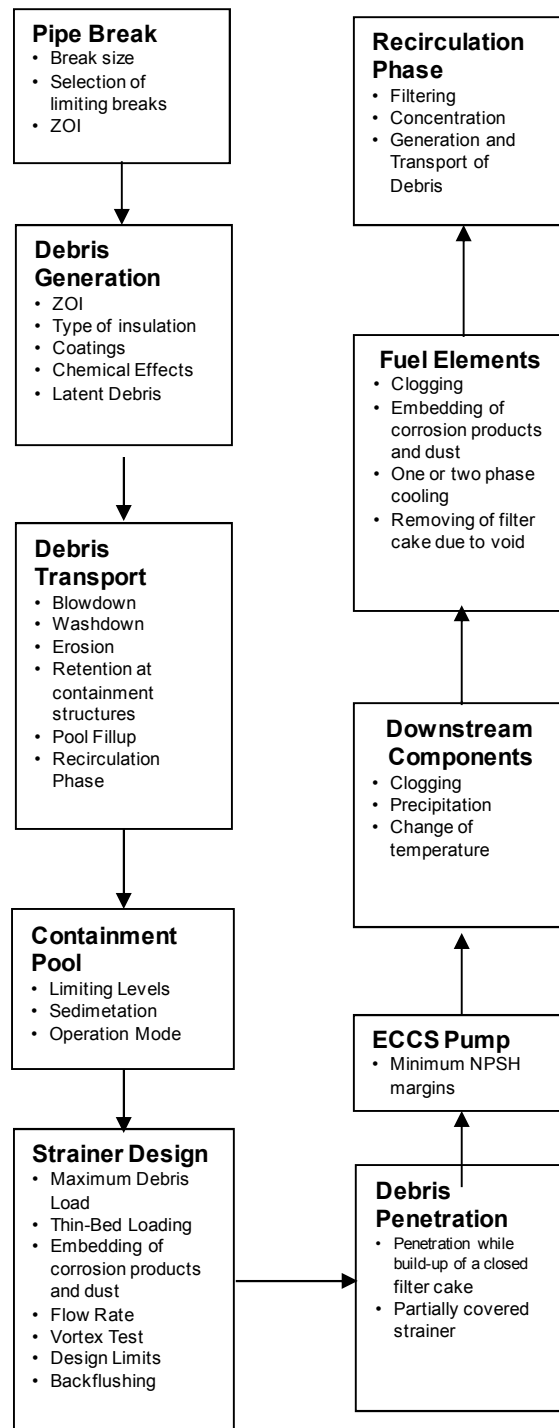 Pipe Break
• Break size
• Selection of
limiting breaks
• ZOI
Debris
Generation
• ZOI
• Type of insulation
• Coatings
• Chemical Effects
• Latent Debris
Debris
Transport
• Blowdown
• Washdown
• Erosion
• Retention at
containment
structures
• Pool Fillup
• Recirculation
Phase
Containment
Pool
• Limiting Levels
• Sedimetation
• Operation Mode
Strainer Design
• Maximum Debris
Load
• Thin-Bed Loading
• Embedding of
corrosion products
and dust
• Flow Rate
• Vortex Test
• Design Limits
• Backflushing
Debris
Penetration
• Penetration while
build-up of a closed
filter cake
• Partially covered
strainer
ECCS Pump
• Minimum NPSH
margins
Downstream
Components
• Clogging
• Precipitation
• Change of
temperature
Fuel Elements
• Clogging
• Embedding of
corrosion products
and dust
• One or two phase
cooling
• Removing of filter
cake due to void
Recirculation
Phase
• Filtering
• Concentration
• Generation and
Transport of
Debris